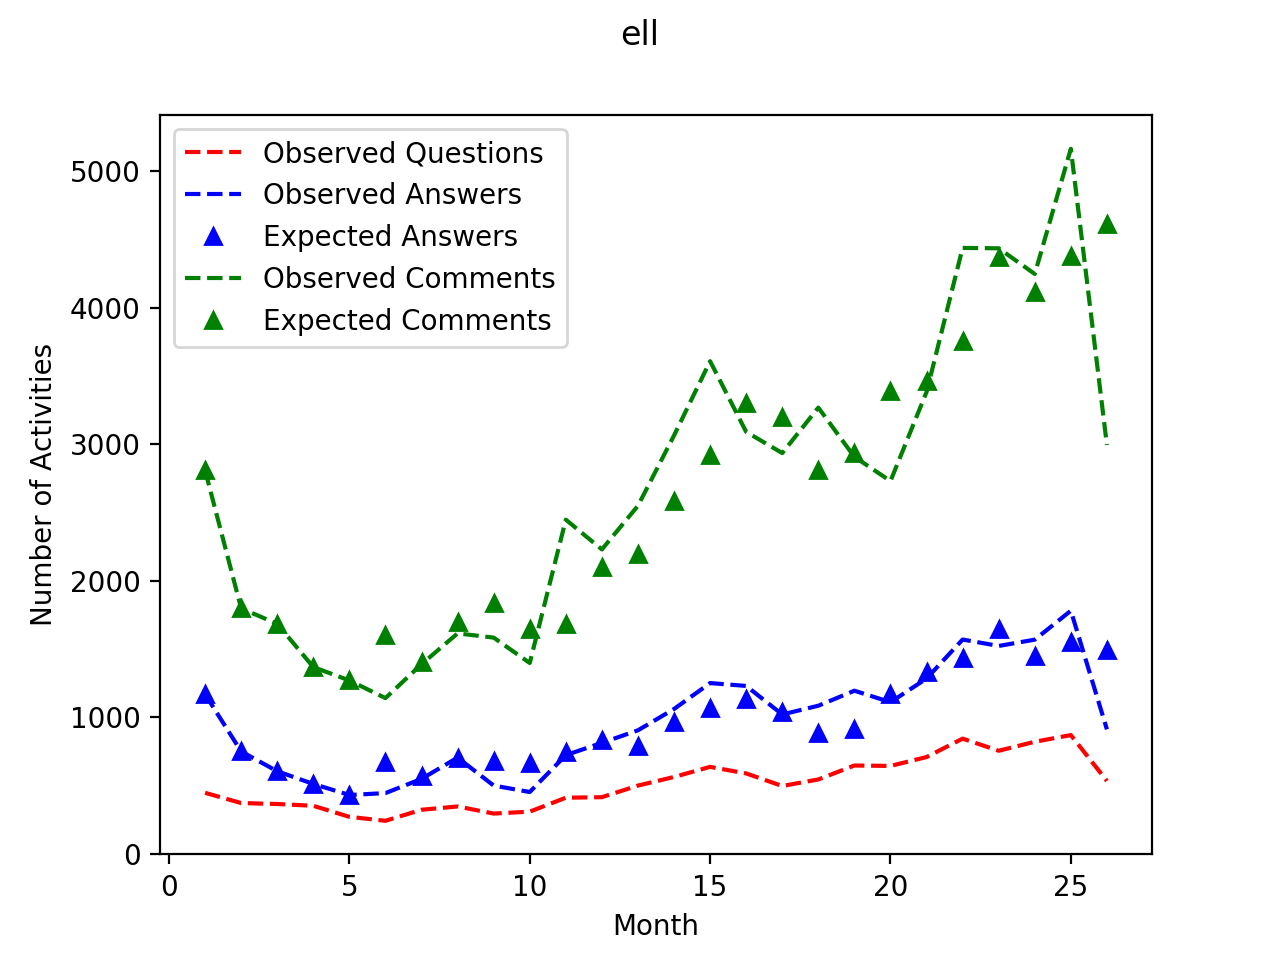 ell
Observed Questions
Observed Answers
Expected Answers
Observed Comments
Expected Comments
Number of Activities
5000
4000
3000
2000
1000
0
0 5 10 15 20 25
Month